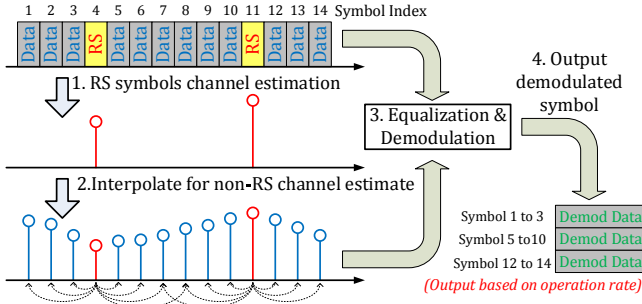 1 2 3 4 5 6 7 8 9 10 11 12 13 14 Symbol Index
Data Data Data RS Data Data Data Data Data Data RS Data Data Data
1. RS symbols channel estimation
2.Interpolate for non-RS channel estimate
3. Equalization &
Demodulation
4. Output
demodulated
symbol
Symbol 1 to 3 Demod Data
Symbol 5 to10 Demod Data
Symbol 12 to 14 Demod Data
(Output based on operation rate)